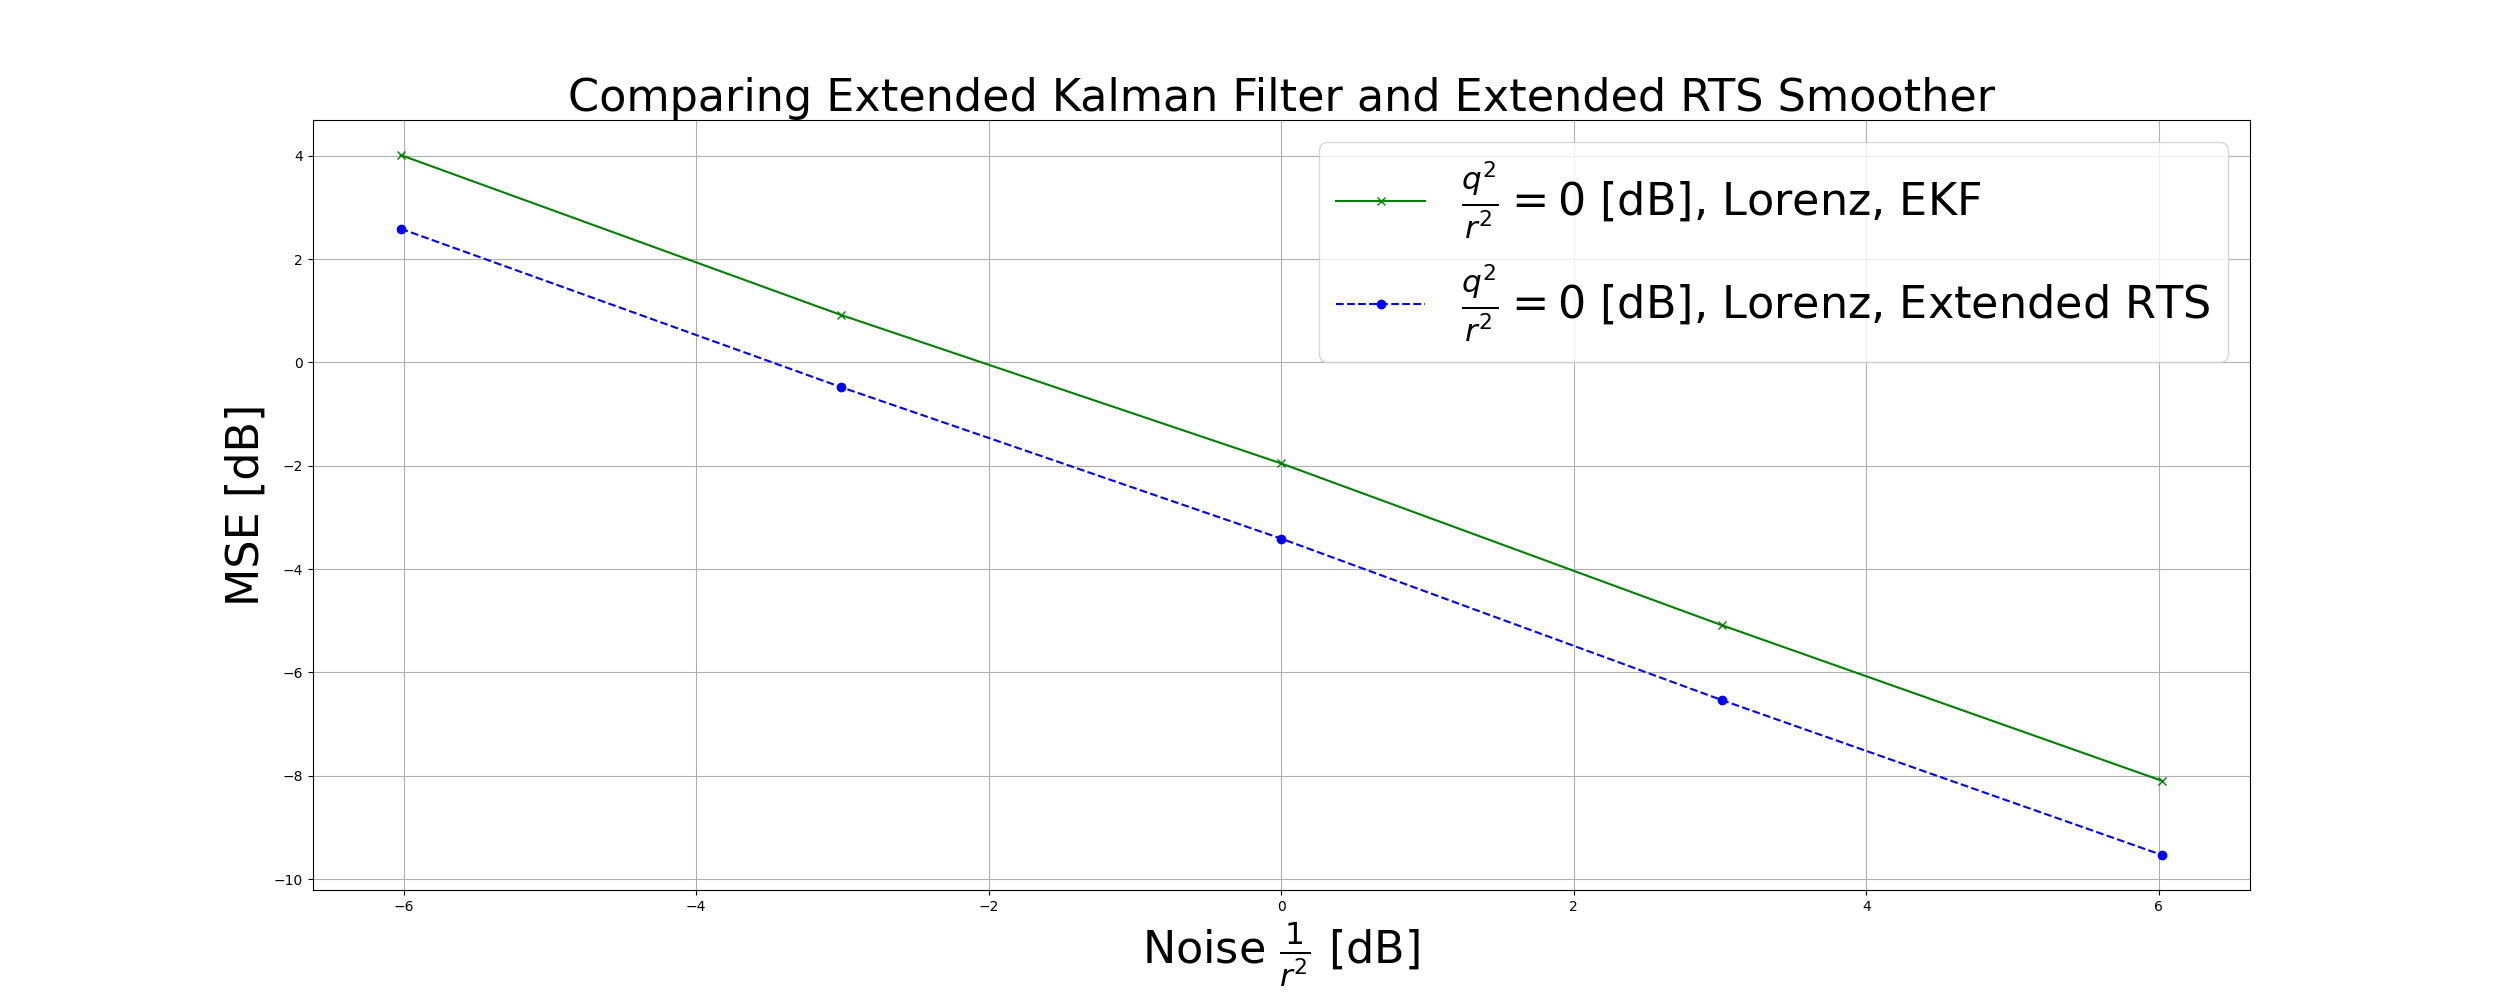 Comparing Extended Kalman Filter and Extended RTS Smoother
q²/r² = 0 [dB], Lorenz, EKF
q²/r² = 0 [dB], Lorenz, Extended RTS
MSE [dB]
4
2
0
−2
−4
−6
−8
−10
−6 −4 −2 0 2 4 6
Noise 1/r² [dB]